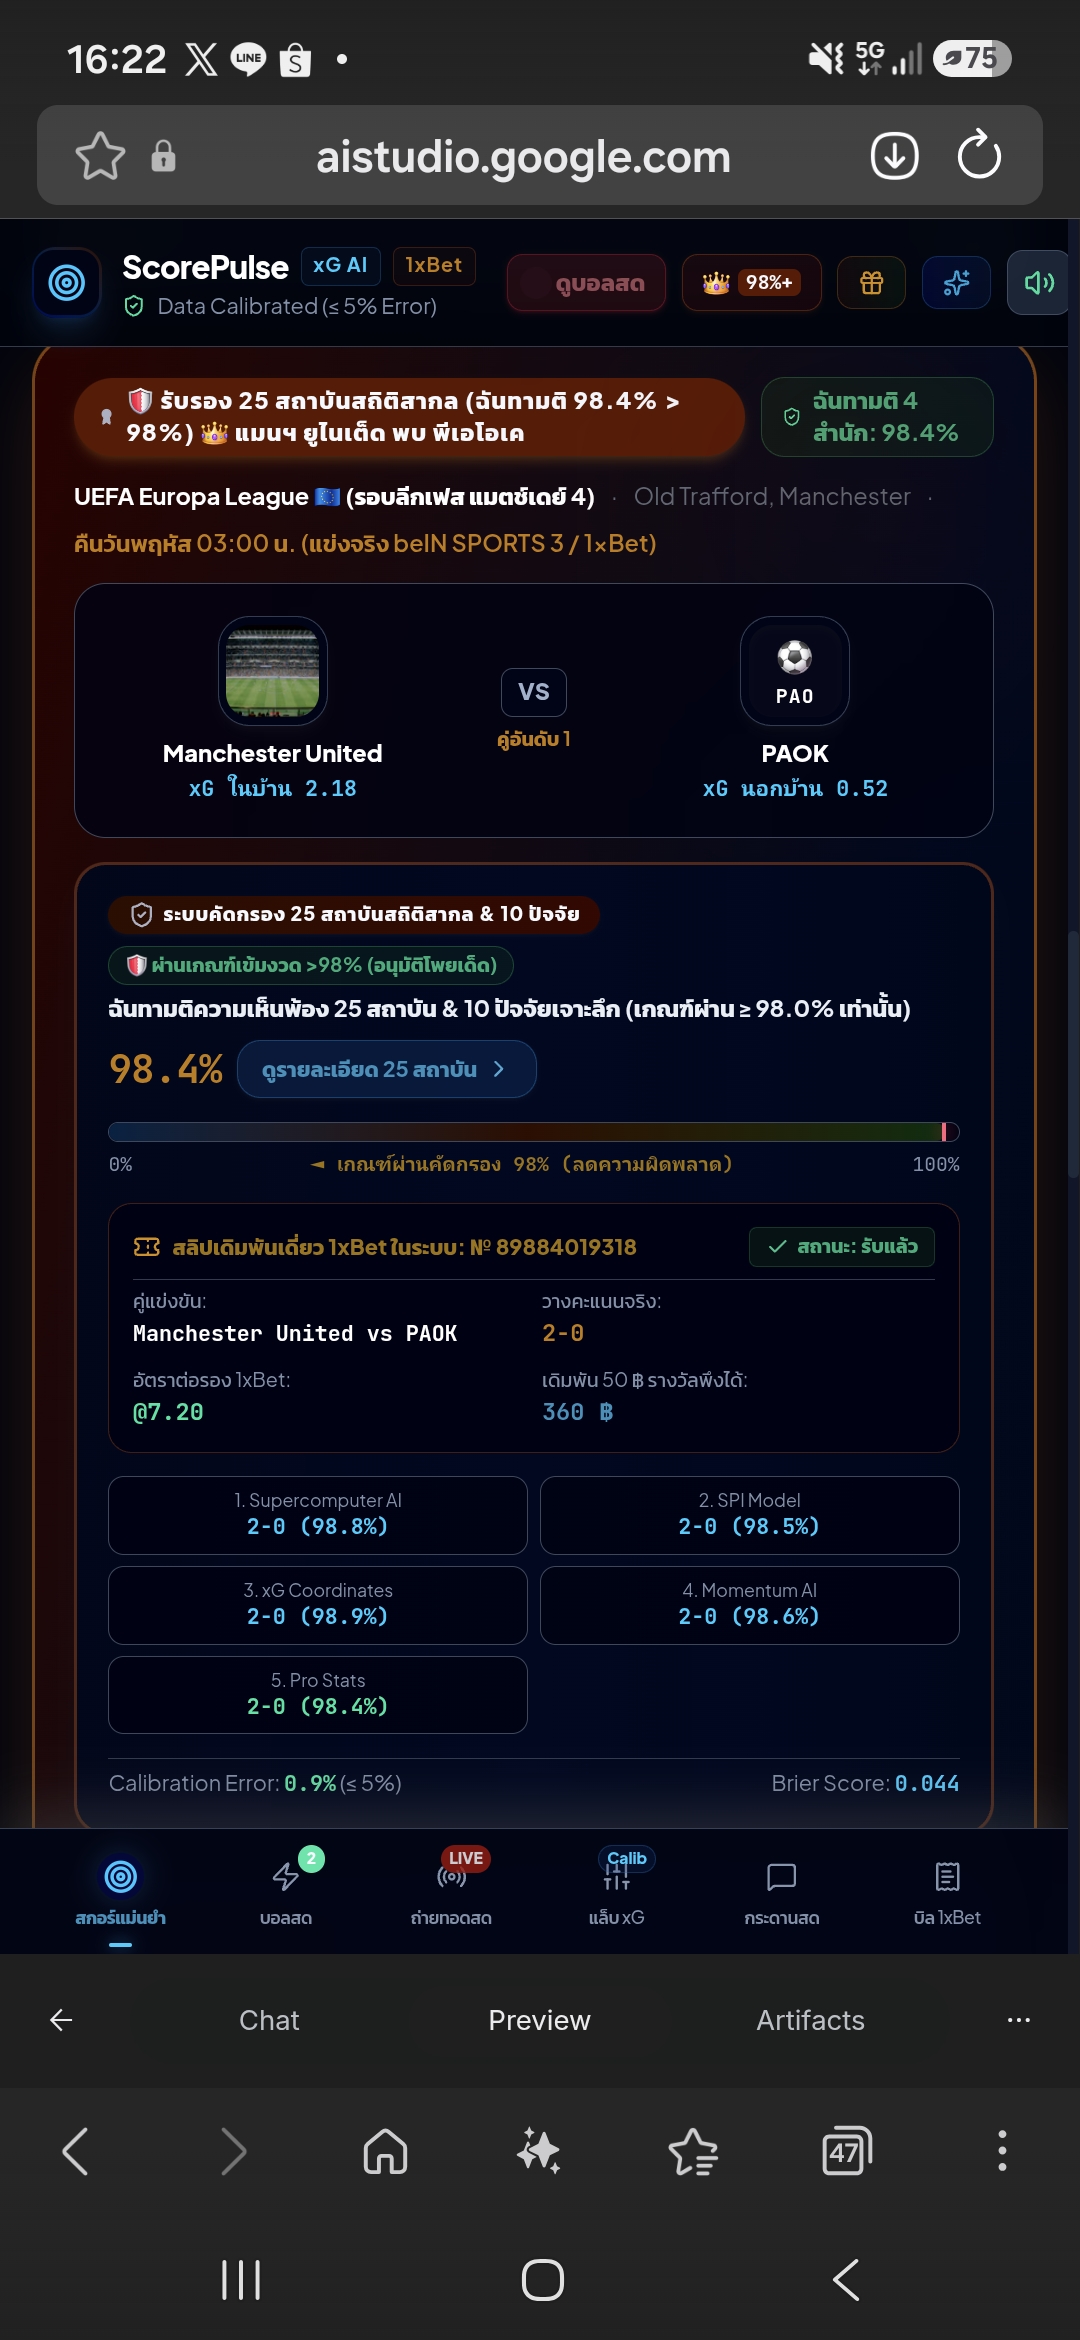 16:22
LINE
5G
75
aistudio.google.com
ScorePulse xG AI 1xBet
Data Calibrated (≤ 5% Error)
ดูบอลสด
👑 98%+
🛡️ รับรอง 25 สถาบันสถิติสากล (ฉันทามติ 98.4% >
98%) 👑 แมนฯ ยูไนเต็ด พบ พีเอโอเค
ฉันทามติ 4
สำนัก: 98.4%
UEFA Europa League 🇪🇺 (รอบลีกเฟส แมตช์เดย์ 4) · Old Trafford, Manchester ·
คืนวันพฤหัส 03:00 น. (แข่งจริง beIN SPORTS 3 / 1xBet)
VS
คู่อันดับ 1
PAO
Manchester United
xG ในบ้าน 2.18
PAOK
xG นอกบ้าน 0.52
ระบบคัดกรอง 25 สถาบันสถิติสากล & 10 ปัจจัย
🛡️ ผ่านเกณฑ์เข้มงวด >98% (อนุมัติโพยเด็ด)
ฉันทามติความเห็นพ้อง 25 สถาบัน & 10 ปัจจัยเจาะลึก (เกณฑ์ผ่าน ≥ 98.0% เท่านั้น)
98.4%
ดูรายละเอียด 25 สถาบัน >
0%
◄ เกณฑ์ผ่านคัดกรอง 98% (ลดความผิดพลาด)
100%
สลิปเดิมพันเดี่ยว 1xBet ในระบบ: № 89884019318
✓ สถานะ: รับแล้ว
คู่แข่งขัน:
Manchester United vs PAOK
วางคะแนนจริง:
2-0
อัตราต่อรอง 1xBet:
@7.20
เดิมพัน 50 ฿ รางวัลพึงได้:
360 ฿
1. Supercomputer AI
2-0 (98.8%)
2. SPI Model
2-0 (98.5%)
3. xG Coordinates
2-0 (98.9%)
4. Momentum AI
2-0 (98.6%)
5. Pro Stats
2-0 (98.4%)
Calibration Error: 0.9% (≤ 5%)
Brier Score: 0.044
สกอร์แม่นยำ
2
บอลสด
LIVE
ถ่ายทอดสด
Calib
แล็บ xG
กระดานสด
บิล 1xBet
Chat
Preview
Artifacts
47